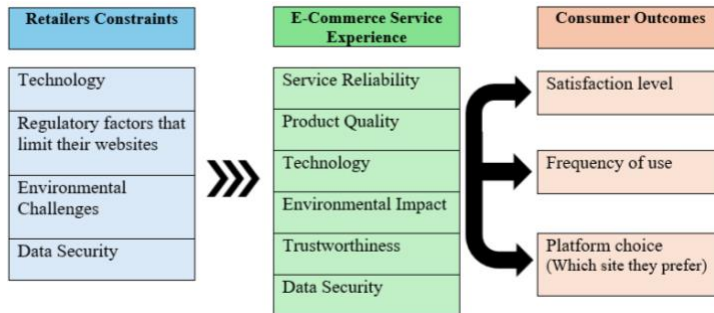 Retailers Constraints
Technology
Regulatory factors that
limit their websites
Environmental
Challenges
Data Security
E-Commerce Service
Experience
Service Reliability
Product Quality
Technology
Environmental Impact
Trustworthiness
Data Security
Consumer Outcomes
Satisfaction level
Frequency of use
Platform choice
(Which site they prefer)